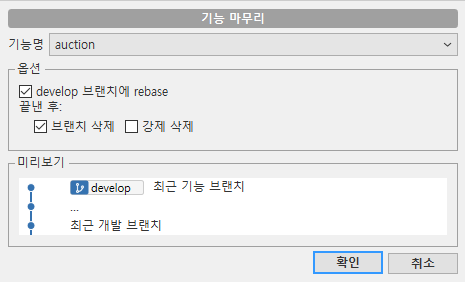 기능 마무리
기능명 auction
옵션
develop 브랜치에 rebase
끝낸 후:
브랜치 삭제 강제 삭제
미리보기
develop 최근 기능 브랜치
...
최근 개발 브랜치
확인 취소